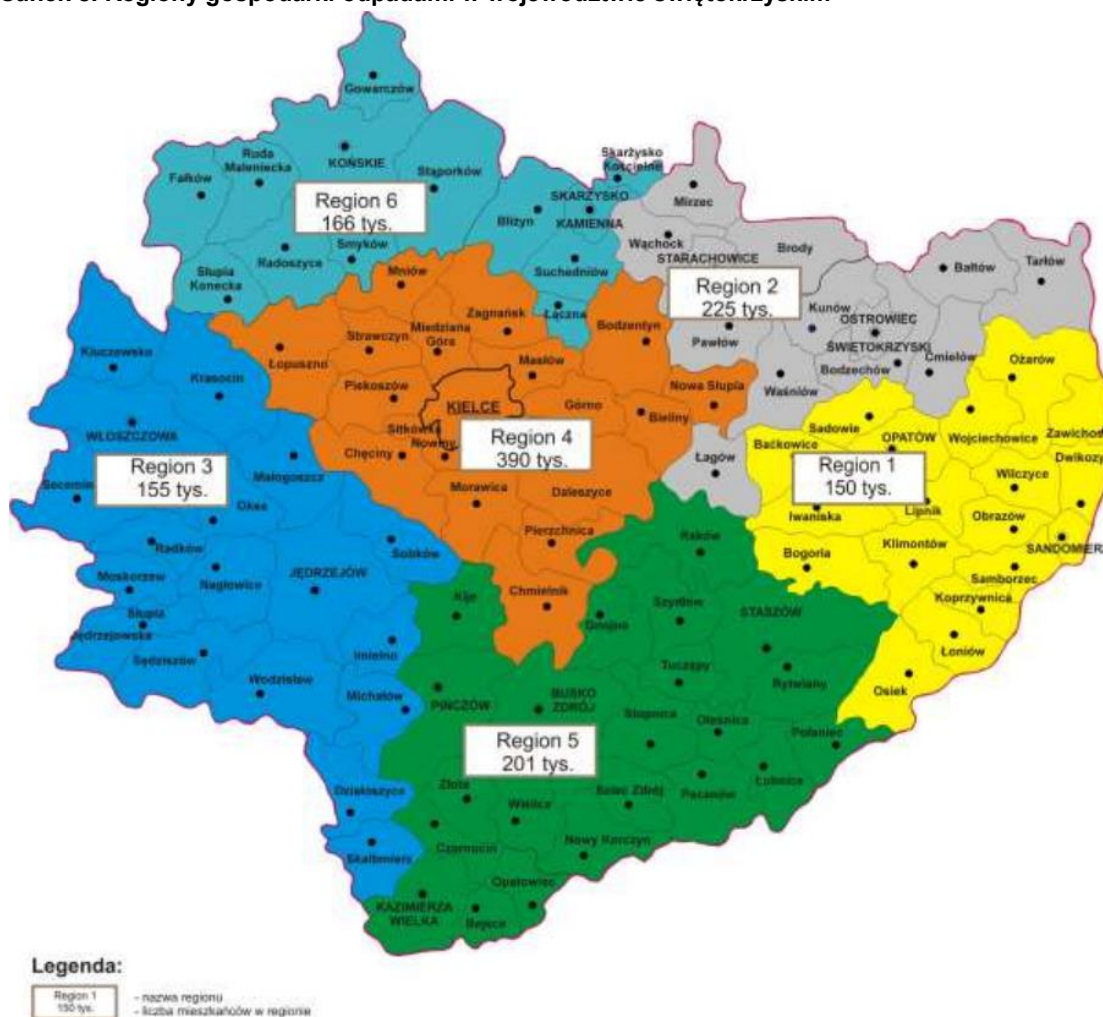 Regiony gospodarki odpadami w województwie świętokrzyskim
Gowarczów
Ruda
Maleniecka
KOŃSKIE
Fałków
Stąporków
Skarżysko
Kościelne
SKARŻYSKO
KAMIENNA
Bliżyn
Mirzec
Region 6
166 tys.
Smyków
Radoszyce
Słupia
Konecka
Suchedniów
Łączna
Wąchock
STARACHOWICE
Brody
Bałtów
Tarłów
Region 2
225 tys.
Kunów
OSTROWIEC
ŚWIĘTOKRZYSKI
Bodzechów
Ćmielów
Pawłów
Waśniów
Mniów
Zagnańsk
Bodzentyn
Strawczyn
Miedziana
Góra
Łopuszno
Masłów
Piekoszów
KIELCE
Górno
Bieliny
Nowa Słupia
Sitkówka
Nowiny
Chęciny
Region 4
390 tys.
Morawica
Daleszyce
Pierzchnica
Chmielnik
Łagów
Kluczewsko
Krasocin
WŁOSZCZOWA
Region 3
155 tys.
Małogoszcz
Secemin
Oksa
Radków
Sobków
Moskorzew
Nagłowice
JĘDRZEJÓW
Słupia
Jędrzejowska
Sędziszów
Imielno
Wodzisław
Michałów
Działoszyce
Skalbmierz
Ożarów
Sadowie
Baćkowice
OPATÓW
Wojciechowice
Zawichos
Dwikozy
Region 1
150 tys.
Wilczyce
Iwaniska
Lipnik
Obrazów
Bogoria
Klimontów
SANDOMIERZ
Samborzec
Koprzywnica
Łoniów
Osiek
Raków
Kije
Szydłów
STASZÓW
Gnojno
Tuczępy
Rytwiany
PIŃCZÓW
BUSKO
ZDRÓJ
Stopnica
Oleśnica
Połaniec
Region 5
201 tys.
Łubnice
Złota
Wiślica
Solec Zdrój
Pacanów
Czarnocin
Nowy Korczyn
Opatowiec
KAZIMIERZA
WIELKA
Bejsce
Legenda:
Region 1
150 tys.
- nazwa regionu
- liczba mieszkańców w regionie